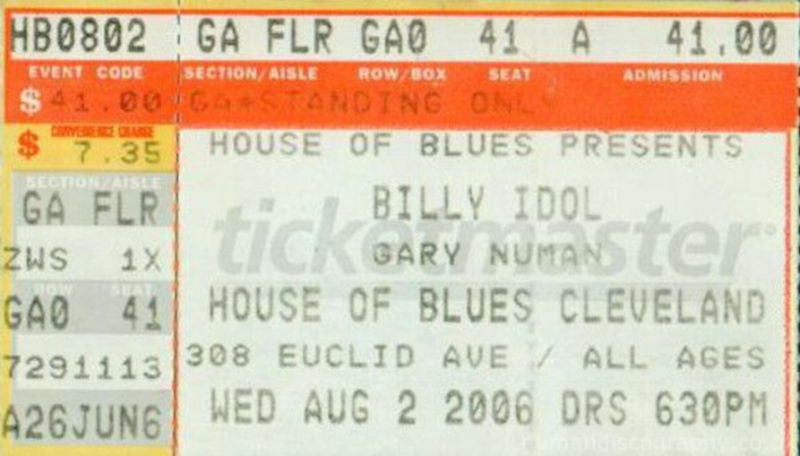 HB0802 GA FLR GA0 41 A 41.00
EVENT CODE SECTION/AISLE ROW/BOX SEAT ADMISSION
$ 41.00 GA*STANDING ONLY
CONVENIENCE CHARGE
$ 7.35
HOUSE OF BLUES PRESENTS
SECTION/AISLE
GA FLR
BILLY IDOL
ticketmaster
ZWS 1X
GARY NUMAN
ROW SEAT
GA0 41
HOUSE OF BLUES CLEVELAND
7291113
308 EUCLID AVE / ALL AGES
A26JUN6
WED AUG 2 2006 DRS 630PM